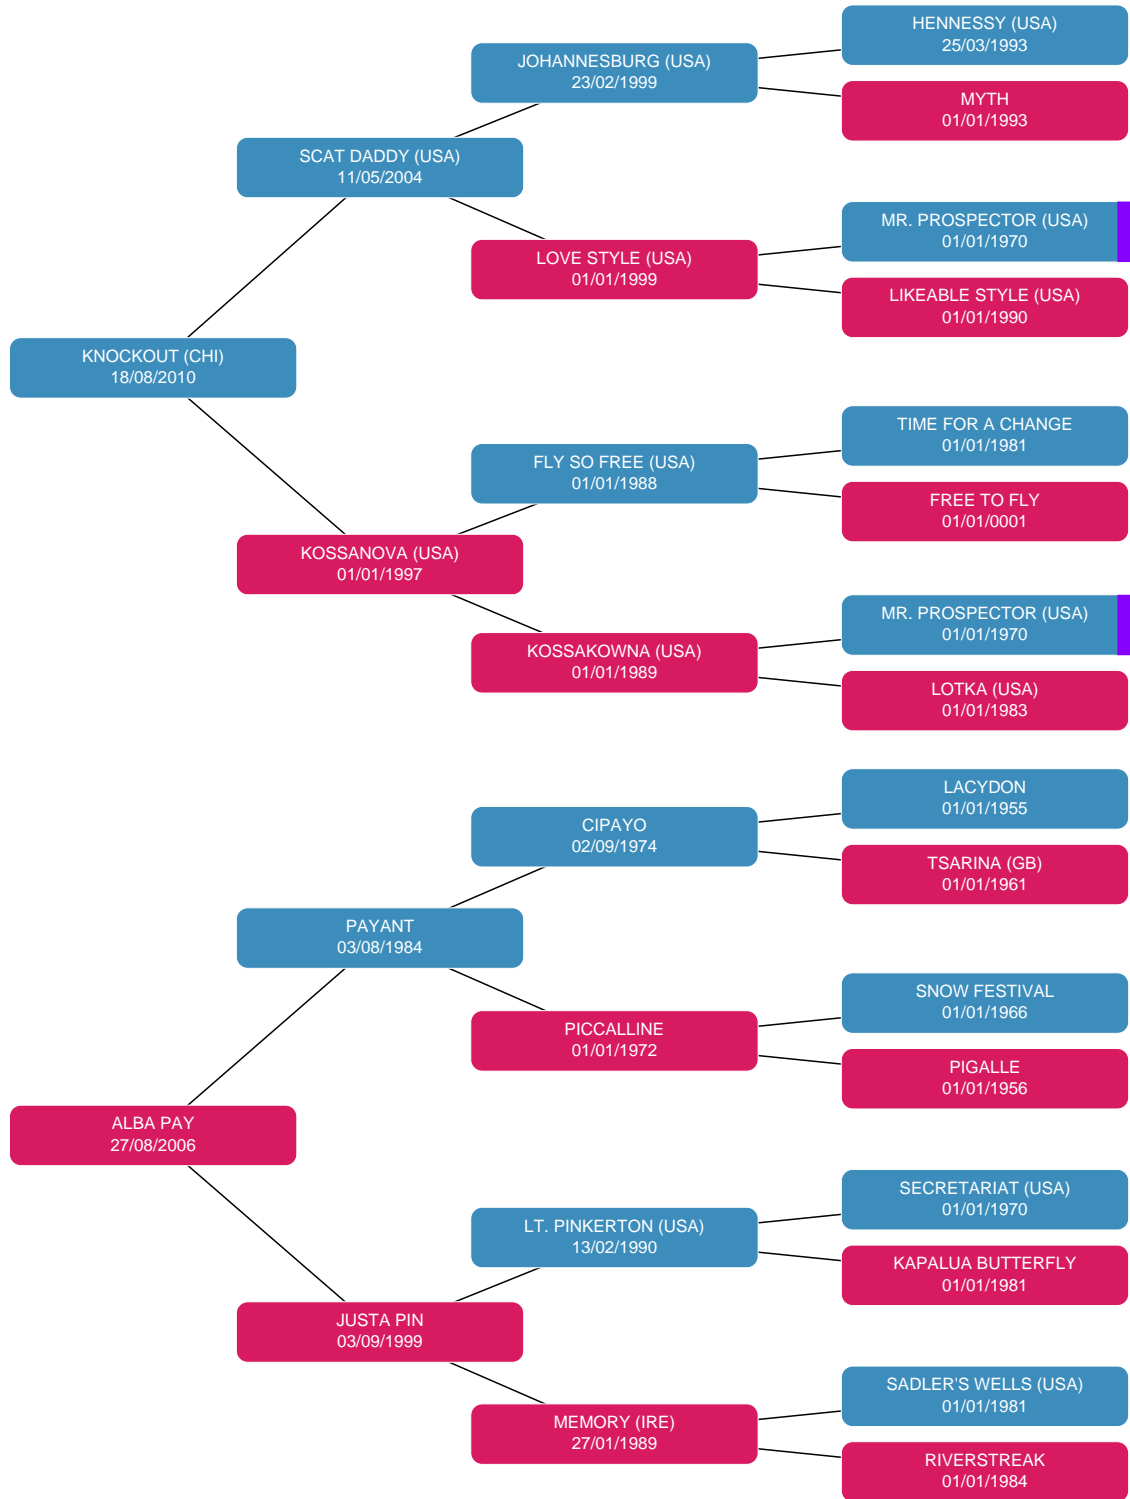 HENNESSY (USA)
25/03/1993
JOHANNESBURG (USA)
23/02/1999
MYTH
01/01/1993
SCAT DADDY (USA)
11/05/2004
MR. PROSPECTOR (USA)
01/01/1970
LOVE STYLE (USA)
01/01/1999
LIKEABLE STYLE (USA)
01/01/1990
KNOCKOUT (CHI)
18/08/2010
TIME FOR A CHANGE
01/01/1981
FLY SO FREE (USA)
01/01/1988
FREE TO FLY
01/01/0001
KOSSANOVA (USA)
01/01/1997
MR. PROSPECTOR (USA)
01/01/1970
KOSSAKOWNA (USA)
01/01/1989
LOTKA (USA)
01/01/1983
LACYDON
01/01/1955
CIPAYO
02/09/1974
TSARINA (GB)
01/01/1961
PAYANT
03/08/1984
SNOW FESTIVAL
01/01/1966
PICCALLINE
01/01/1972
PIGALLE
01/01/1956
ALBA PAY
27/08/2006
SECRETARIAT (USA)
01/01/1970
LT. PINKERTON (USA)
13/02/1990
KAPALUA BUTTERFLY
01/01/1981
JUSTA PIN
03/09/1999
SADLER'S WELLS (USA)
01/01/1981
MEMORY (IRE)
27/01/1989
RIVERSTREAK
01/01/1984